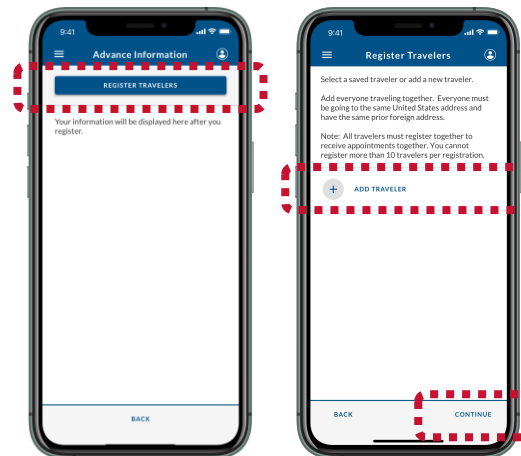 9:41
Advance Information
REGISTER TRAVELERS
Your information will be displayed here after you
register.
BACK
9:41
Register Travelers
Select a saved traveler or add a new traveler.
Add everyone traveling together. Everyone must
be going to the same United States address and
have the same prior foreign address.
Note: All travelers must register together to
receive appointments together. You cannot
register more than 10 travelers per registration.
+ ADD TRAVELER
BACK CONTINUE